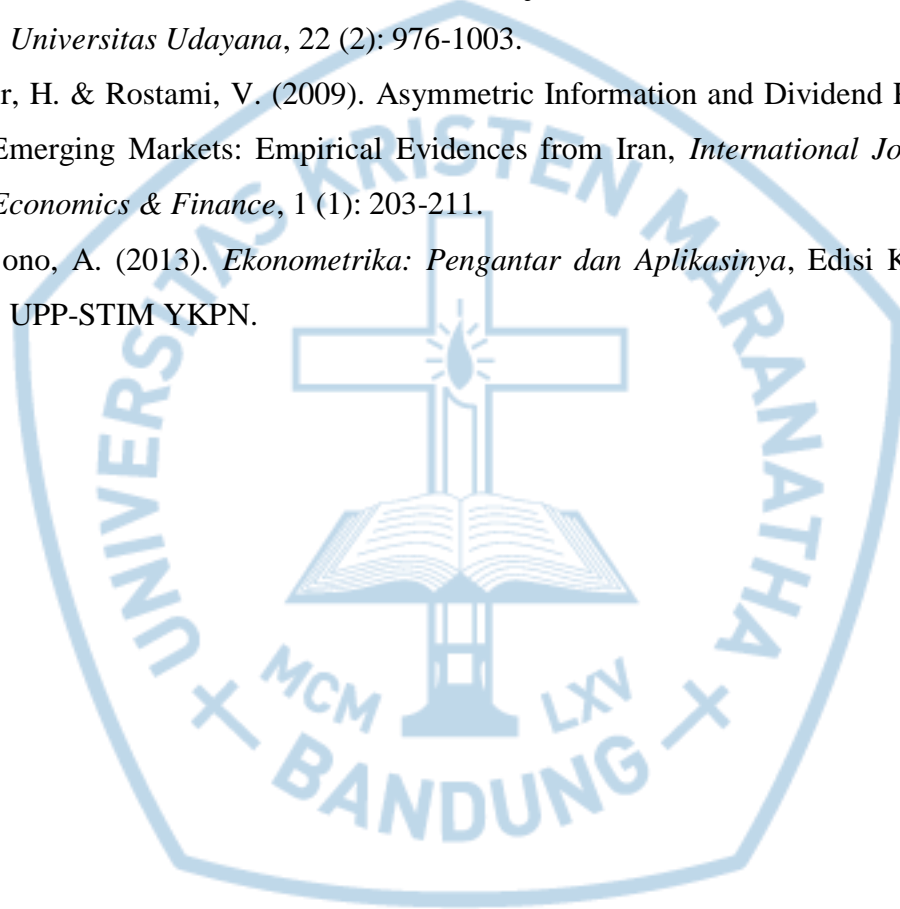 Universitas Udayana, 22 (2): 976-1003.
r, H. & Rostami, V. (2009). Asymmetric Information and Dividend
Emerging Markets: Empirical Evidences from Iran, International Jo
Economics & Finance, 1 (1): 203-211.
ono, A. (2013). Ekonometrika: Pengantar dan Aplikasinya, Edisi K
UPP-STIM YKPN.
UNIVERSITAS KRISTEN MARANATHA
MCM LXV
BANDUNG